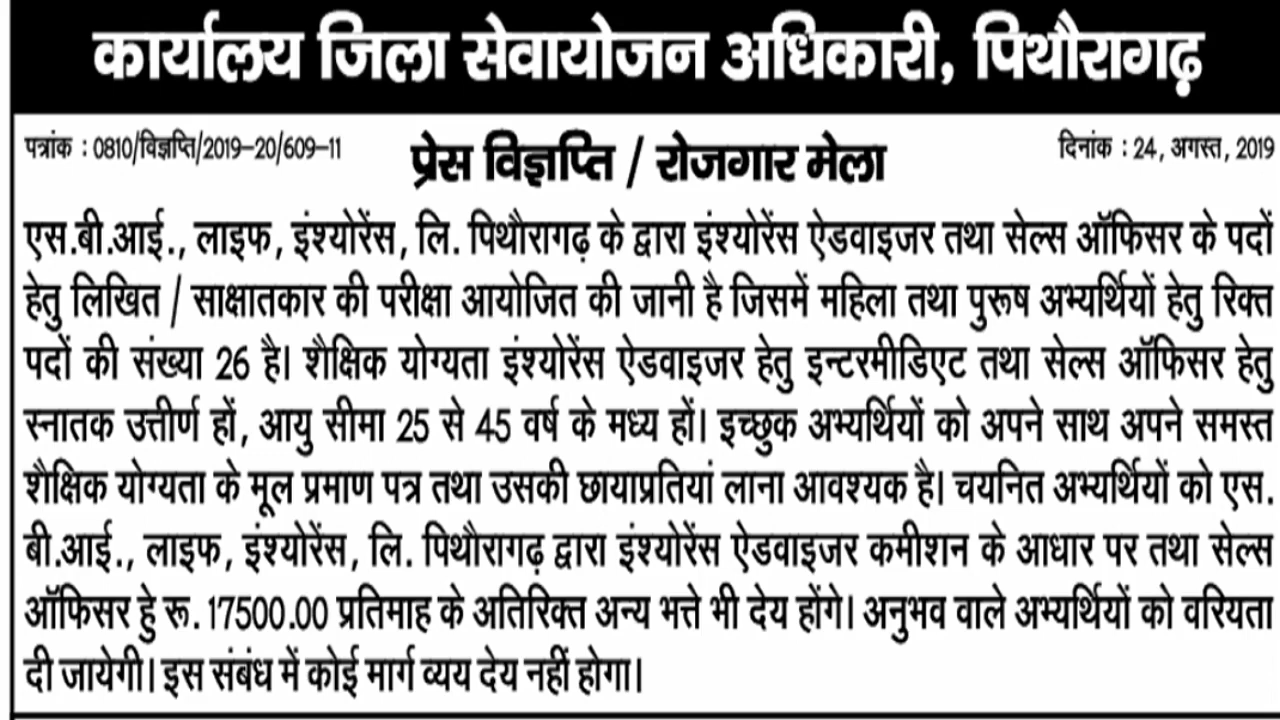 कार्यालय जिला सेवायोजन अधिकारी, पिथौरागढ़
पत्रांक : 0810/विज्ञप्ति/2019-20/609-11
प्रेस विज्ञप्ति / रोजगार मेला
दिनांक : 24, अगस्त, 2019
एस.बी.आई., लाइफ, इंश्योरेंस, लि. पिथौरागढ़ के द्वारा इंश्योरेंस ऐडवाइजर तथा सेल्स ऑफिसर के पदों
हेतु लिखित / साक्षातकार की परीक्षा आयोजित की जानी है जिसमें महिला तथा पुरूष अभ्यर्थियों हेतु रिक्त
पदों की संख्या 26 है। शैक्षिक योग्यता इंश्योरेंस ऐडवाइजर हेतु इन्टरमीडिएट तथा सेल्स ऑफिसर हेतु
स्नातक उत्तीर्ण हों, आयु सीमा 25 से 45 वर्ष के मध्य हों। इच्छुक अभ्यर्थियों को अपने साथ अपने समस्त
शैक्षिक योग्यता के मूल प्रमाण पत्र तथा उसकी छायाप्रतियां लाना आवश्यक है। चयनित अभ्यर्थियों को एस.
बी.आई., लाइफ, इंश्योरेंस, लि. पिथौरागढ़ द्वारा इंश्योरेंस ऐडवाइजर कमीशन के आधार पर तथा सेल्स
ऑफिसर हु रू. 17500.00 प्रतिमाह के अतिरिक्त अन्य भत्ते भी देय होंगे। अनुभव वाले अभ्यर्थियों को वरियता
दी जायेगी। इस संबंध में कोई मार्ग व्यय देय नहीं होगा।